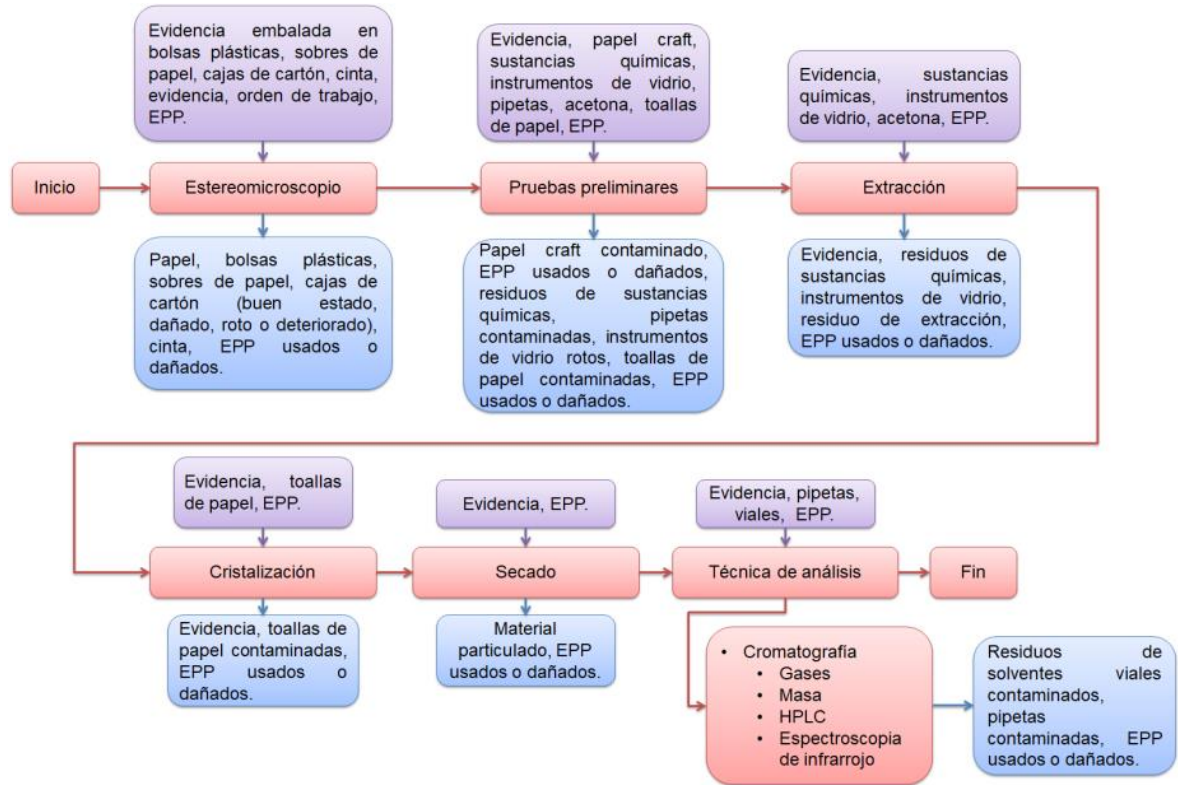 Evidencia embalada en
bolsas plásticas, sobres de
papel, cajas de cartón, cinta,
evidencia, orden de trabajo,
EPP.
Evidencia, papel craft,
sustancias químicas,
instrumentos de vidrio,
pipetas, acetona, toallas
de papel, EPP.
Evidencia, sustancias
químicas, instrumentos
de vidrio, acetona, EPP.
Inicio
Estereomicroscopio
Pruebas preliminares
Extracción
Papel, bolsas plásticas,
sobres de papel, cajas de
cartón (buen estado,
dañado, roto o deteriorado),
cinta, EPP usados o
dañados.
Papel craft contaminado,
EPP usados o dañados,
residuos de sustancias
químicas, pipetas
contaminadas, instrumentos
de vidrio rotos, toallas de
papel contaminadas, EPP
usados o dañados.
Evidencia, residuos de
sustancias químicas,
instrumentos de vidrio,
residuo de extracción,
EPP usados o dañados.
Evidencia, toallas
de papel, EPP.
Evidencia, EPP.
Evidencia, pipetas,
viales, EPP.
Cristalización
Secado
Técnica de análisis
Fin
Evidencia, toallas de
papel contaminadas,
EPP usados o
dañados.
Material
particulado, EPP
usados o dañados.
• Cromatografía
• Gases
• Masa
• HPLC
• Espectroscopia
de infrarrojo
Residuos de
solventes viales
contaminados,
pipetas
contaminadas, EPP
usados o dañados.